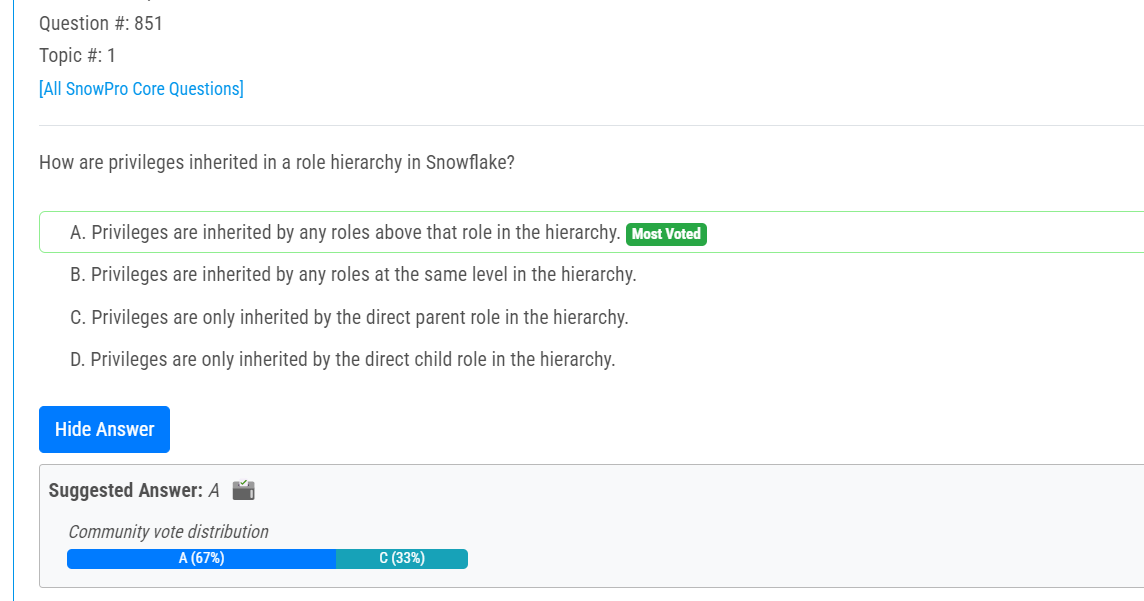 Question #: 851
Topic #: 1
[All SnowPro Core Questions]
How are privileges inherited in a role hierarchy in Snowflake?
A. Privileges are inherited by any roles above that role in the hierarchy. Most Voted
B. Privileges are inherited by any roles at the same level in the hierarchy.
C. Privileges are only inherited by the direct parent role in the hierarchy.
D. Privileges are only inherited by the direct child role in the hierarchy.
Hide Answer
Suggested Answer: A
Community vote distribution
A (67%) C (33%)